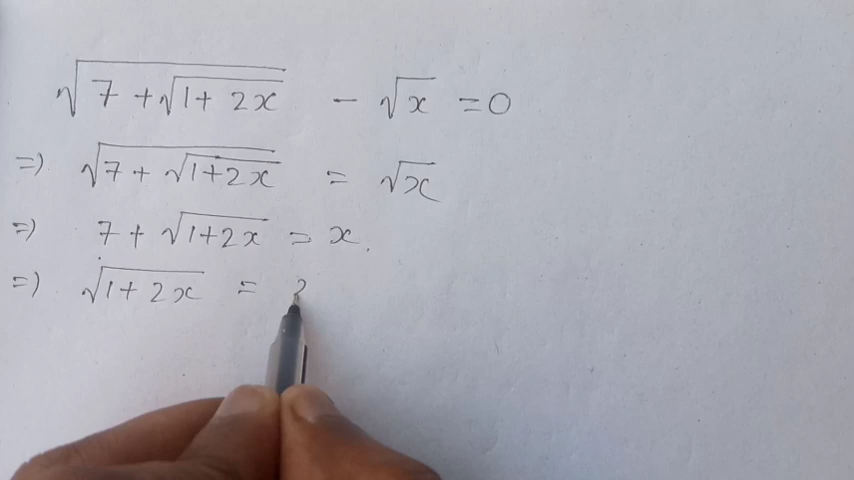 √(7 + √(1 + 2x)) - √x = 0
=> √(7 + √(1+2x)) = √x
=> 7 + √(1+2x) = x.
=> √(1 + 2x) =